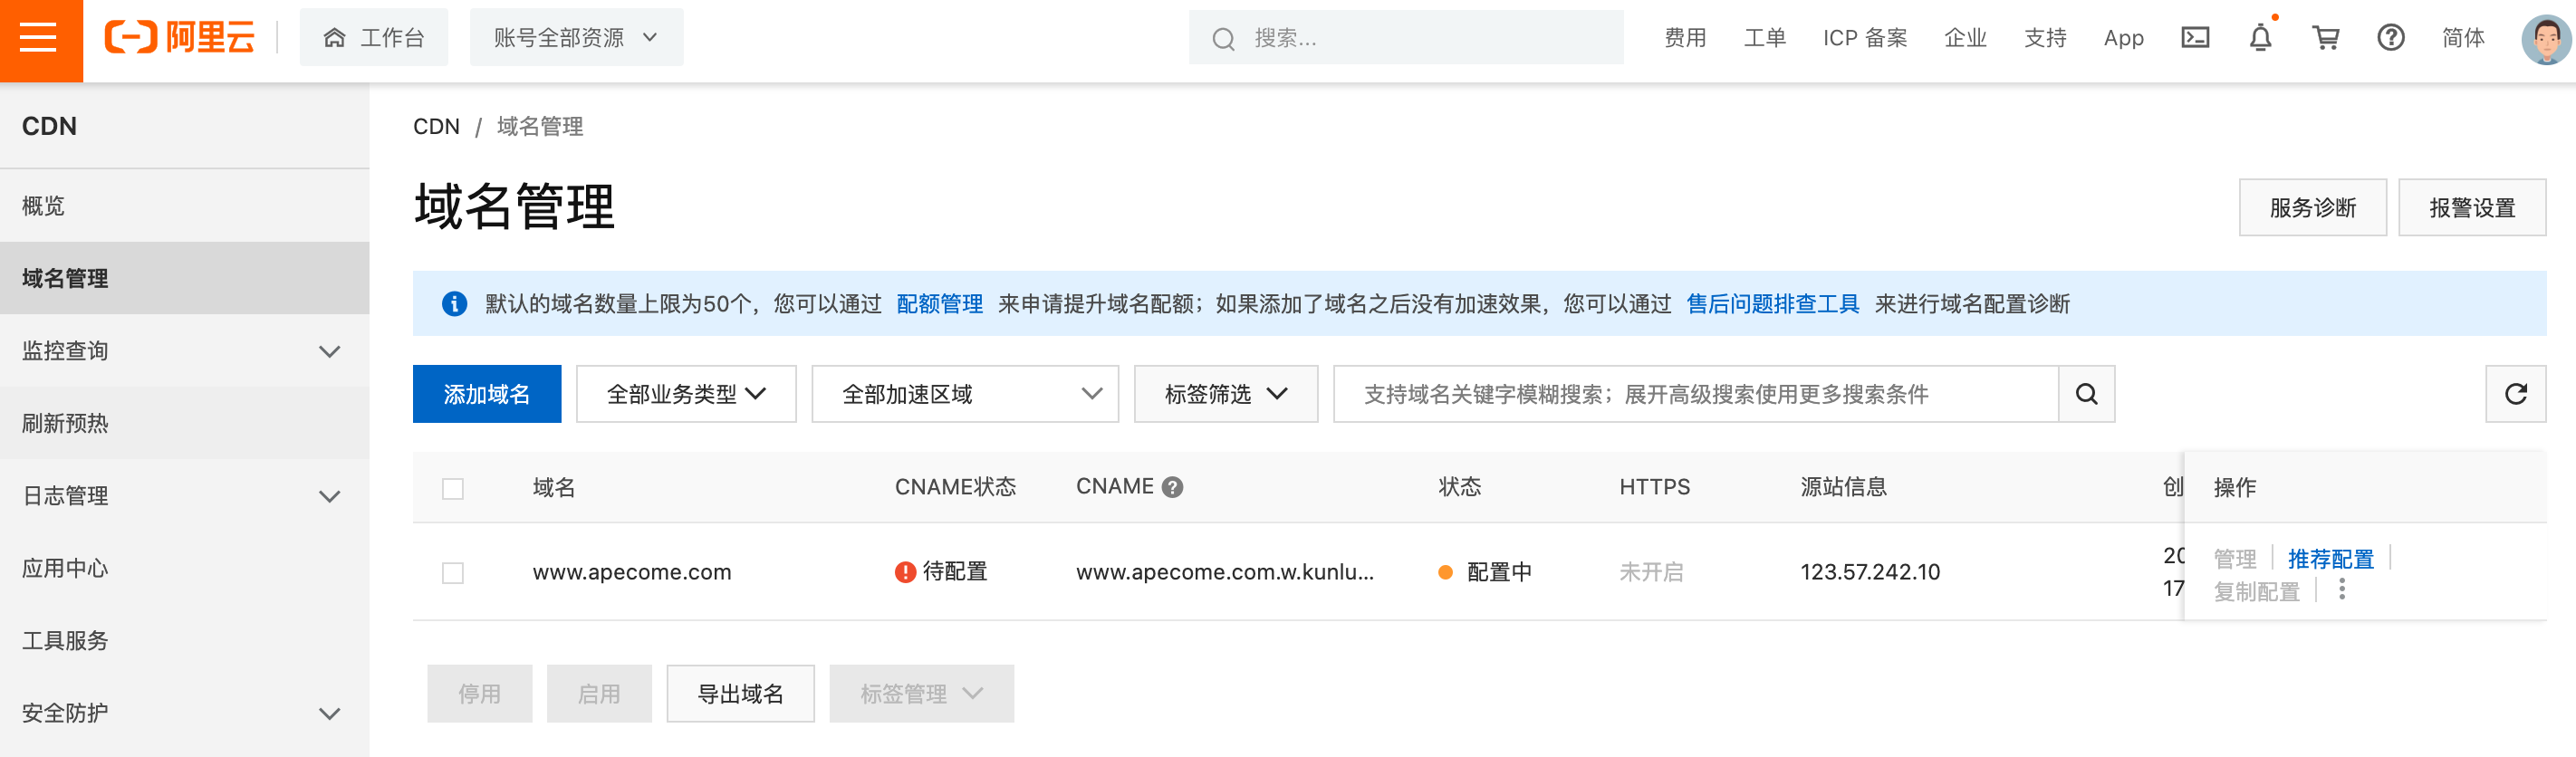 阿里云 工作台 账号全部资源 搜索... 费用 工单 ICP 备案 企业 支持 App 简体
CDN
概览
域名管理
监控查询
刷新预热
日志管理
应用中心
工具服务
安全防护
CDN / 域名管理
域名管理
服务诊断 报警设置
默认的域名数量上限为50个，您可以通过 配额管理 来申请提升域名配额；如果添加了域名之后没有加速效果，您可以通过 售后问题排查工具 来进行域名配置诊断
添加域名 全部业务类型 全部加速区域 标签筛选 支持域名关键字模糊搜索；展开高级搜索使用更多搜索条件
域名 CNAME状态 CNAME 状态 HTTPS 源站信息 创 操作
www.apecome.com 待配置 www.apecome.com.w.kunlu... 配置中 未开启 123.57.242.10 20
17
管理 推荐配置
复制配置
停用 启用 导出域名 标签管理